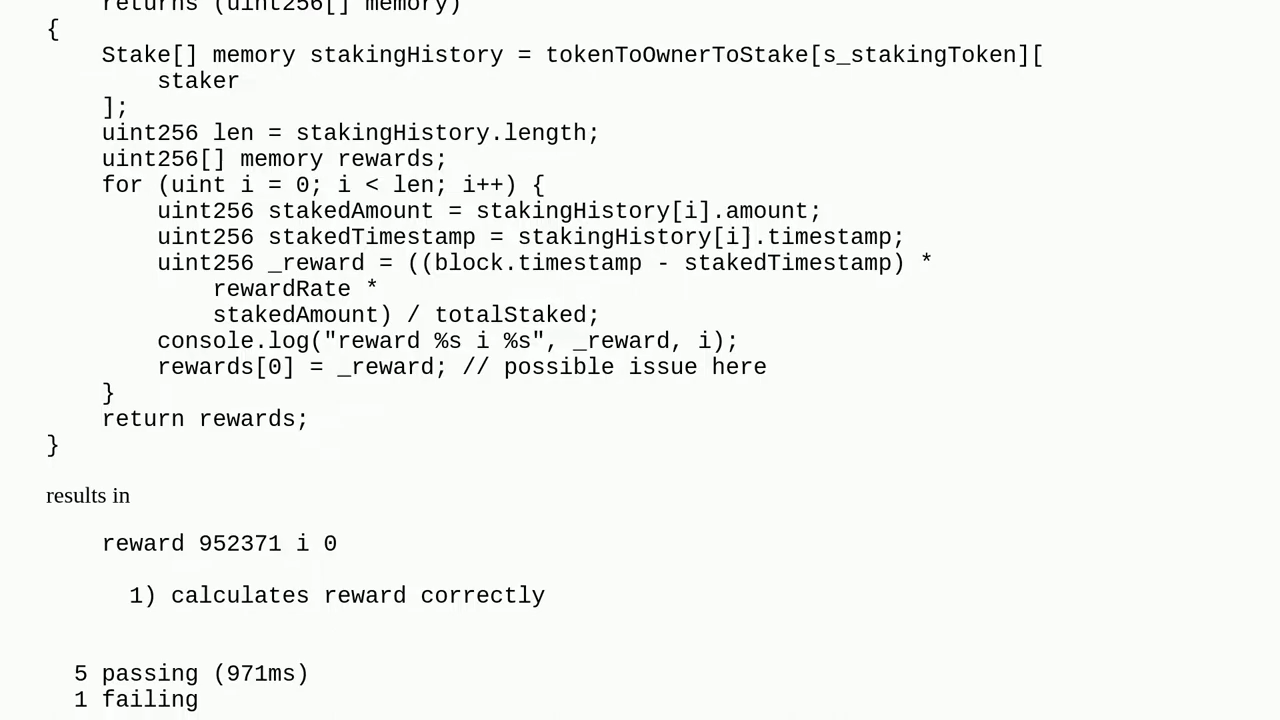 returns (uint256[] memory)
{
    Stake[] memory stakingHistory = tokenToOwnerToStake[s_stakingToken][
        staker
    ];
    uint256 len = stakingHistory.length;
    uint256[] memory rewards;
    for (uint i = 0; i < len; i++) {
        uint256 stakedAmount = stakingHistory[i].amount;
        uint256 stakedTimestamp = stakingHistory[i].timestamp;
        uint256 _reward = ((block.timestamp - stakedTimestamp) *
            rewardRate *
            stakedAmount) / totalStaked;
        console.log("reward %s i %s", _reward, i);
        rewards[0] = _reward; // possible issue here
    }
    return rewards;
}
results in
    reward 952371 i 0
      1) calculates reward correctly
  5 passing (971ms)
  1 failing